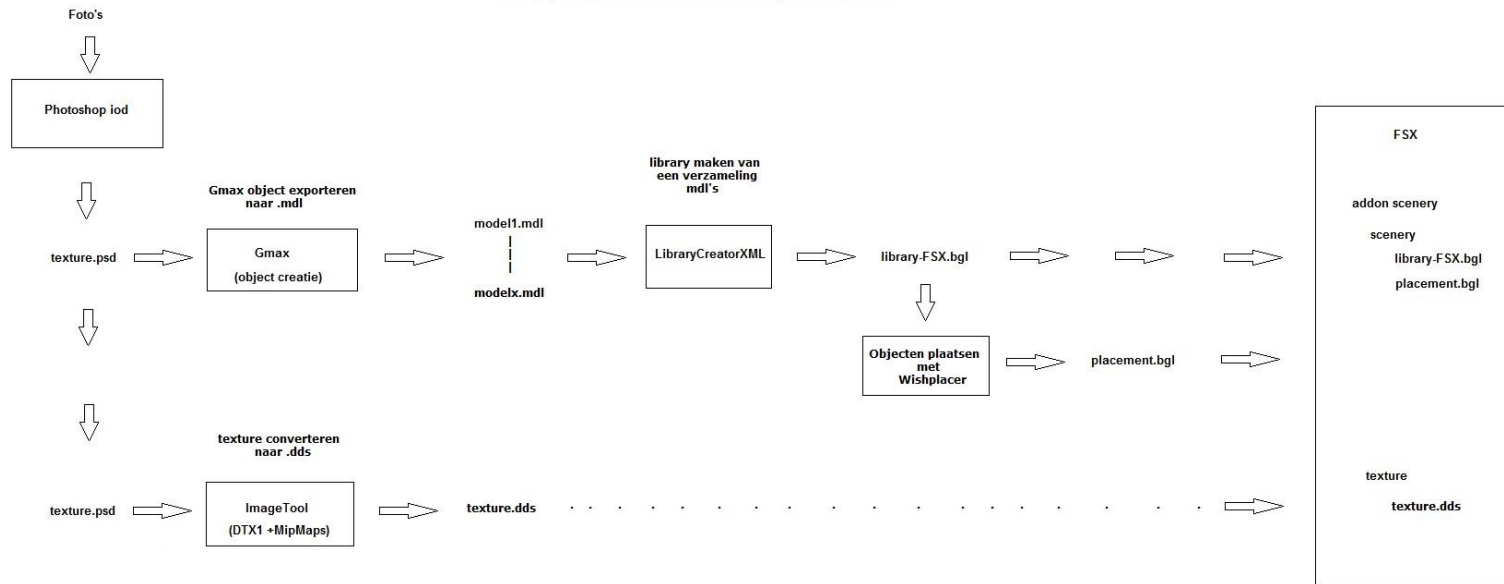 Foto's
Photoshop iod
texture.psd
Gmax object exporteren
naar .mdl
Gmax
(object creatie)
model1.mdl
modelx.mdl
library maken van
een verzameling
mdl's
LibraryCreatorXML
library-FSX.bgl
Objecten plaatsen
met
Wishplacer
placement.bgl
texture.psd
texture converteren
naar .dds
ImageTool
(DTX1 +MipMaps)
texture.dds
FSX
addon scenery
scenery
library-FSX.bgl
placement.bgl
texture
texture.dds